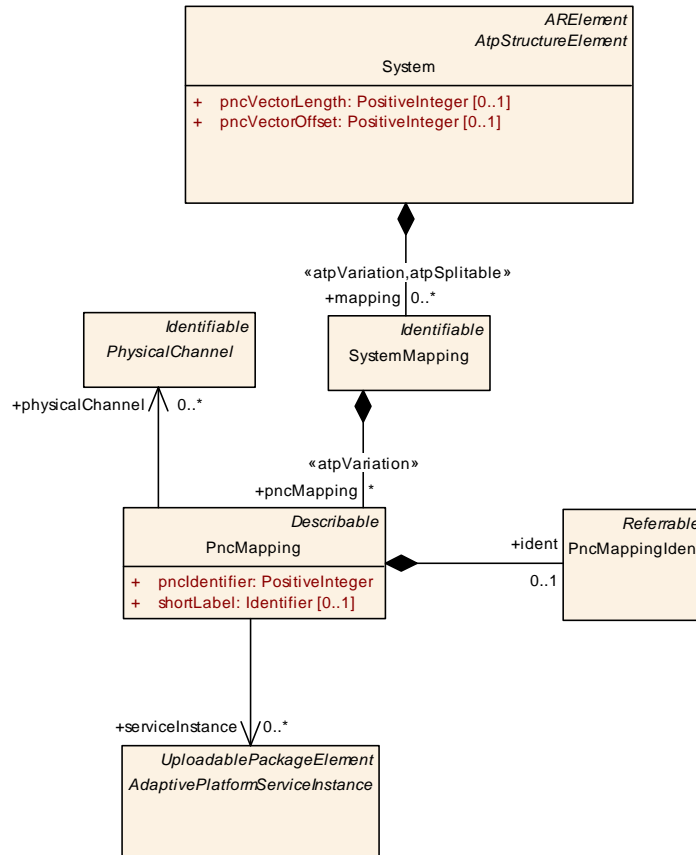 ARElement
AtpStructureElement
System
+ pncVectorLength: PositiveInteger [0..1]
+ pncVectorOffset: PositiveInteger [0..1]
«atpVariation,atpSplitable»
+mapping 0..*
Identifiable
PhysicalChannel
Identifiable
SystemMapping
+physicalChannel 0..*
«atpVariation»
+pncMapping *
Describable
PncMapping
+ pncIdentifier: PositiveInteger
+ shortLabel: Identifier [0..1]
+ident
0..1
Referrable
PncMappingIdent
+serviceInstance 0..*
UploadablePackageElement
AdaptivePlatformServiceInstance